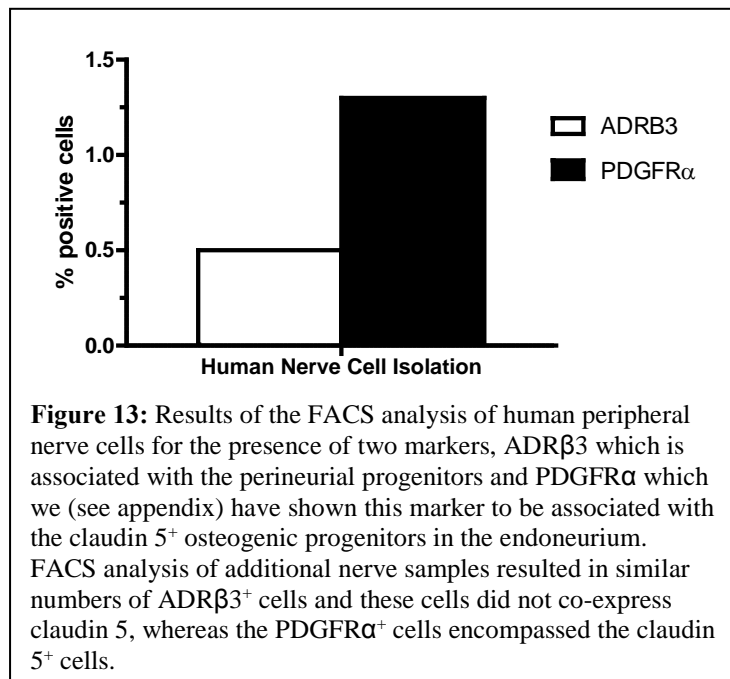 1.5
ADRB3
PDGFRα
1.0
% positive cells
0.5
0.0
Human Nerve Cell Isolation
Figure 13: Results of the FACS analysis of human peripheral
nerve cells for the presence of two markers, ADRβ3 which is
associated with the perineurial progenitors and PDGFRα which
we (see appendix) have shown this marker to be associated with
the claudin 5⁺ osteogenic progenitors in the endoneurium.
FACS analysis of additional nerve samples resulted in similar
numbers of ADRβ3⁺ cells and these cells did not co-express
claudin 5, whereas the PDGFRα⁺ cells encompassed the claudin
5⁺ cells.